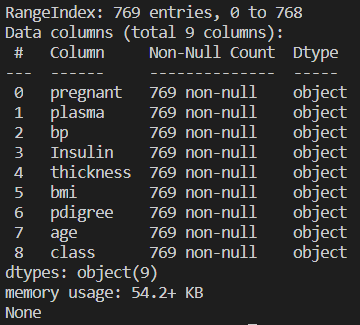 RangeIndex: 769 entries, 0 to 768
Data columns (total 9 columns):
 #   Column     Non-Null Count  Dtype
---  ------     --------------  -----
 0   pregnant   769 non-null    object
 1   plasma     769 non-null    object
 2   bp         769 non-null    object
 3   Insulin    769 non-null    object
 4   thickness  769 non-null    object
 5   bmi        769 non-null    object
 6   pdigree    769 non-null    object
 7   age        769 non-null    object
 8   class      769 non-null    object
dtypes: object(9)
memory usage: 54.2+ KB
None